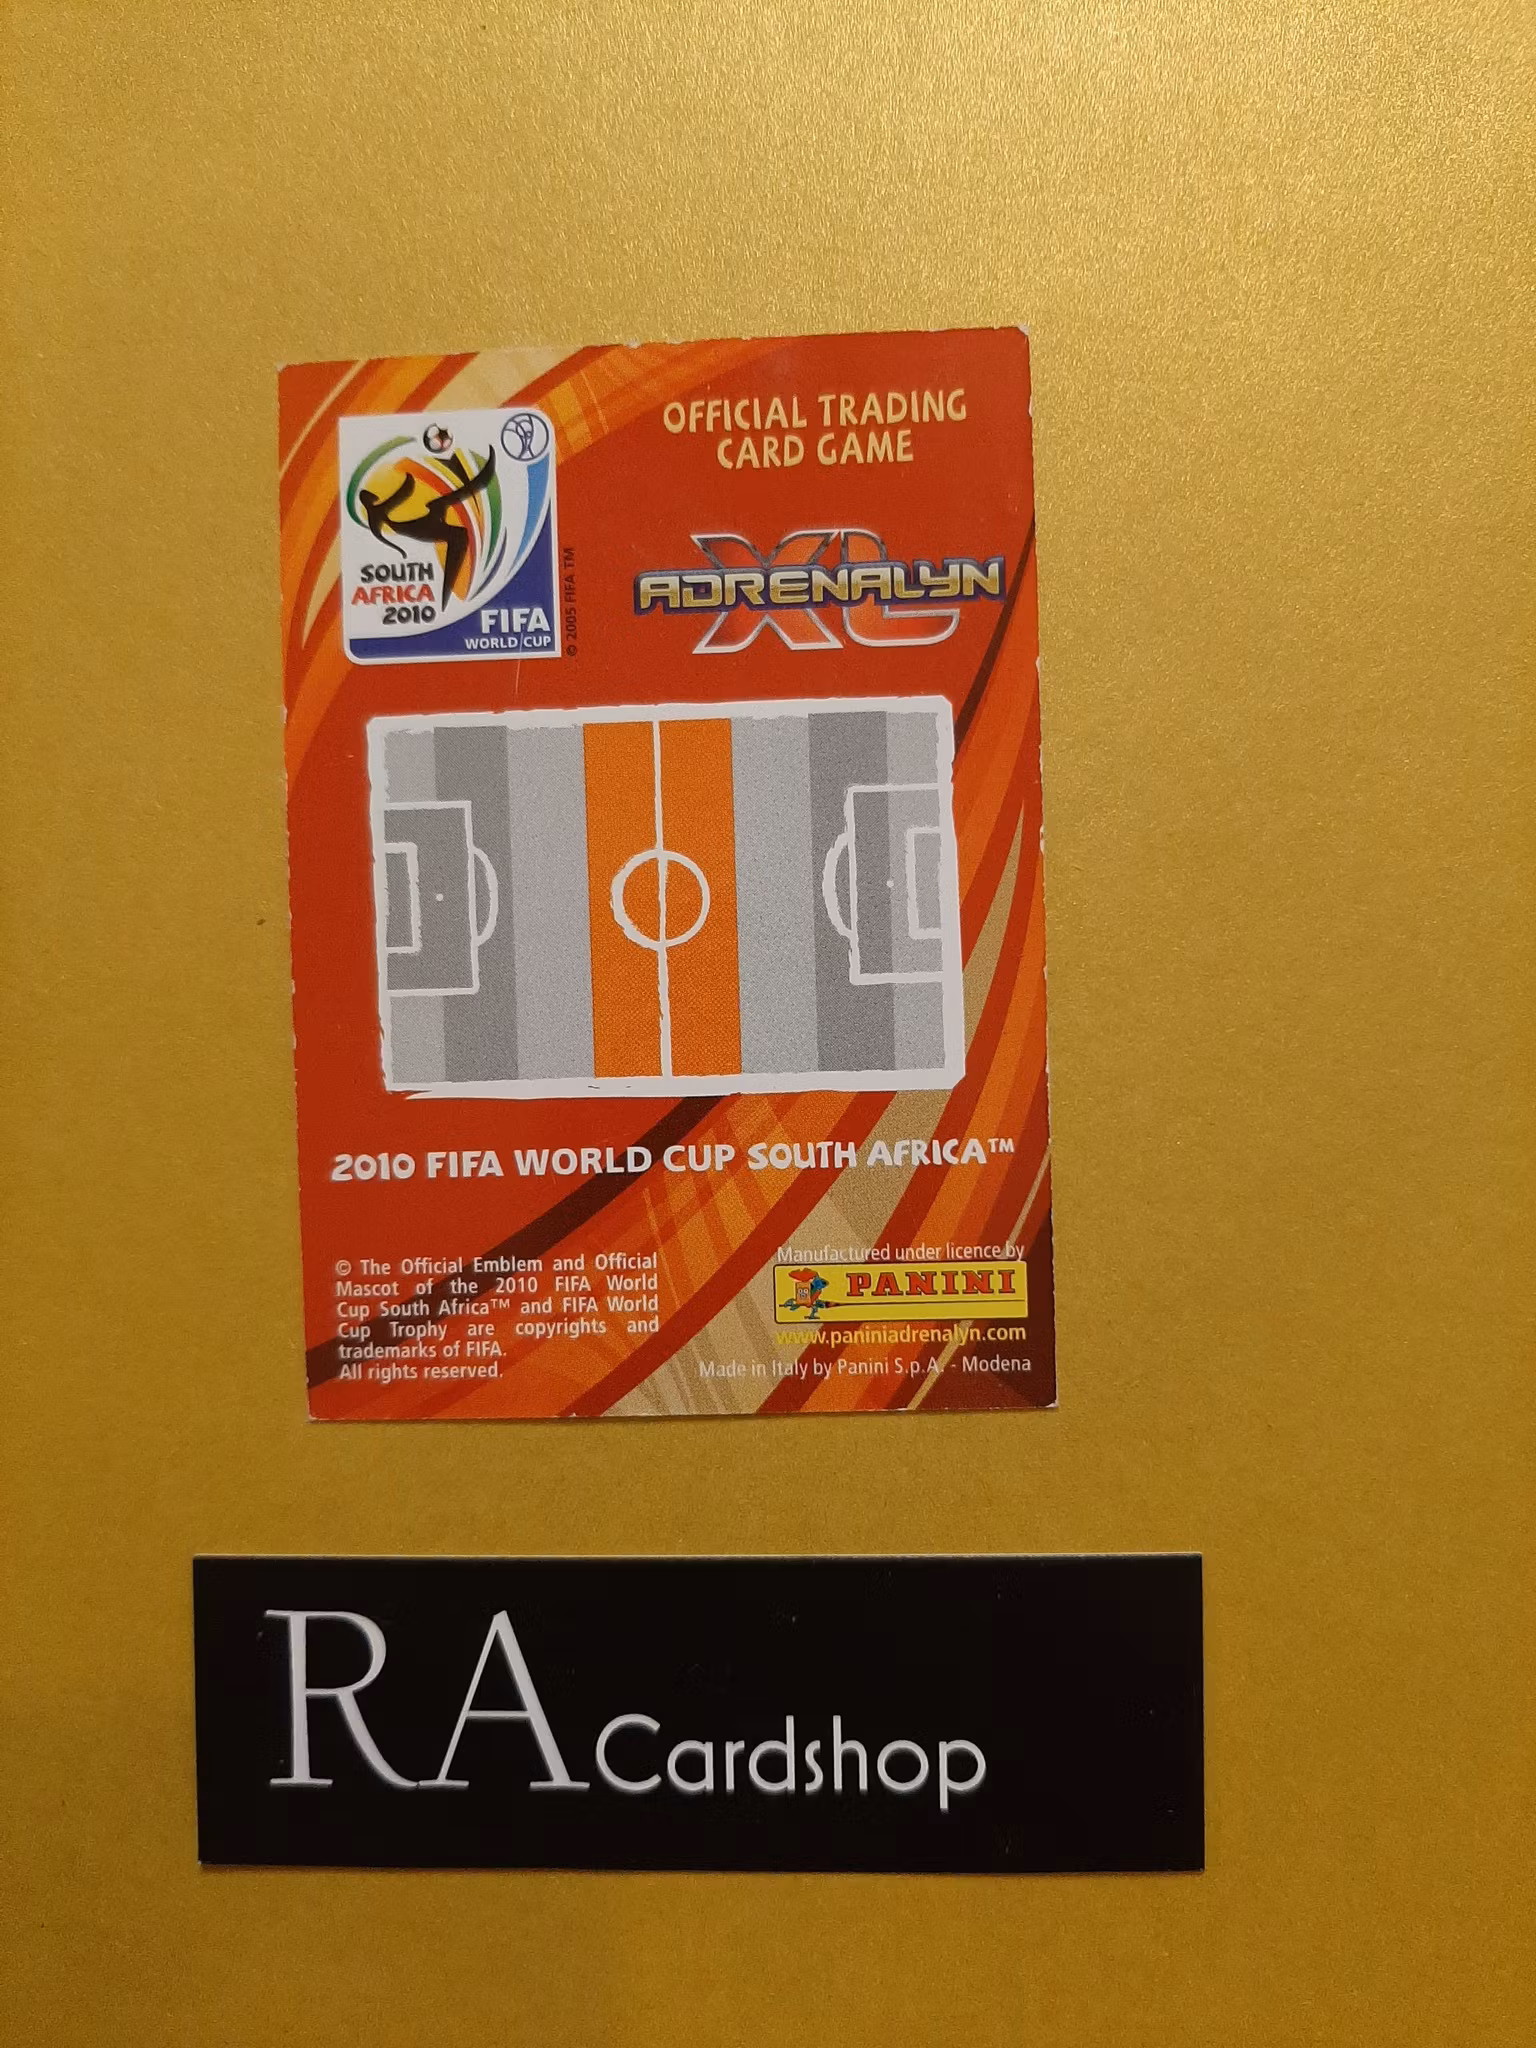 OFFICIAL TRADING
CARD GAME
SOUTH
AFRICA
2010
FIFA
WORLD CUP
© 2005 FIFA TM
ADRENALYN
XL
2010 FIFA WORLD CUP SOUTH AFRICA™
© The Official Emblem and Official
Mascot of the 2010 FIFA World
Cup South Africa™ and FIFA World
Cup Trophy are copyrights and
trademarks of FIFA.
All rights reserved.
Manufactured under licence by
PANINI
www.paniniadrenalyn.com
Made in Italy by Panini S.p.A. - Modena
RA Cardshop